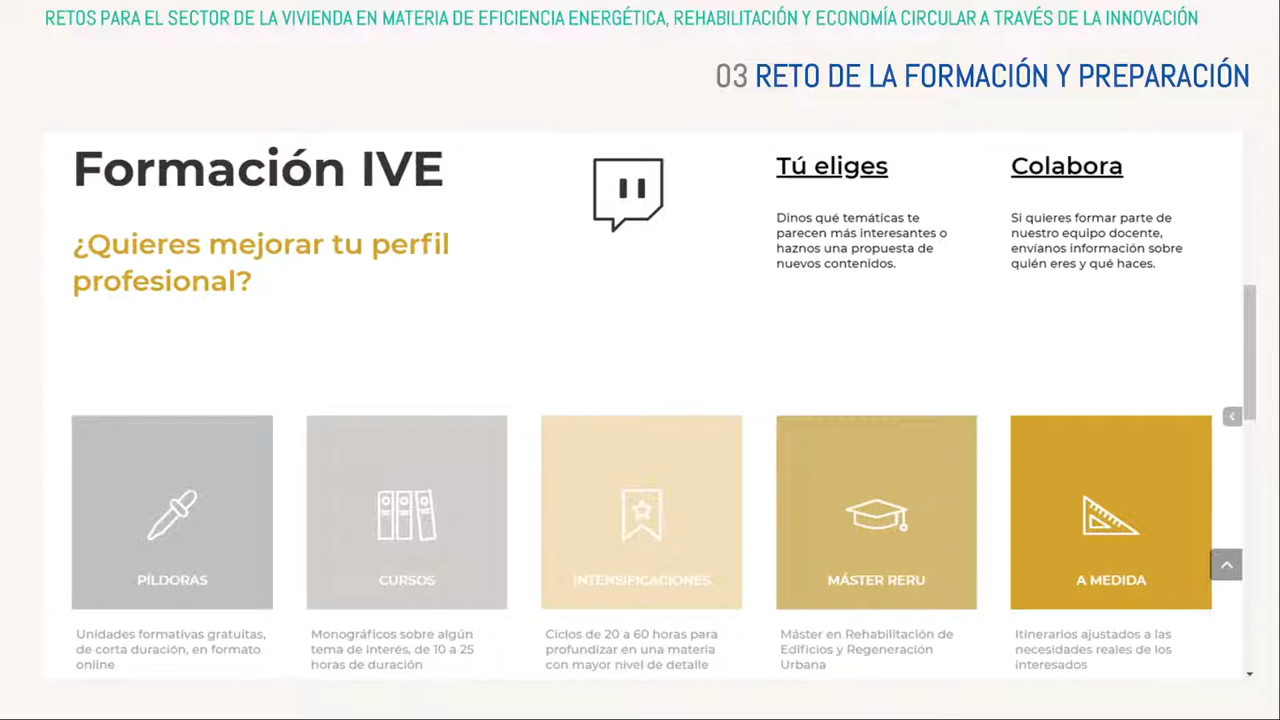 RETOS PARA EL SECTOR DE LA VIVIENDA EN MATERIA DE EFICIENCIA ENERGÉTICA, REHABILITACIÓN Y ECONOMÍA CIRCULAR A TRAVÉS DE LA INNOVACIÓN
03 RETO DE LA FORMACIÓN Y PREPARACIÓN
Formación IVE
¿Quieres mejorar tu perfil
profesional?
Tú eliges
Dinos qué temáticas te
parecen más interesantes o
haznos una propuesta de
nuevos contenidos.
Colabora
Si quieres formar parte de
nuestro equipo docente,
envíanos información sobre
quién eres y qué haces.
PÍLDORAS
Unidades formativas gratuitas,
de corta duración, en formato
online
CURSOS
Monográficos sobre algún
tema de interés, de 10 a 25
horas de duración
INTENSIFICACIONES
Ciclos de 20 a 60 horas para
profundizar en una materia
con mayor nivel de detalle
MÁSTER RERU
Máster en Rehabilitación de
Edificios y Regeneración
Urbana
A MEDIDA
Itinerarios ajustados a las
necesidades reales de los
interesados